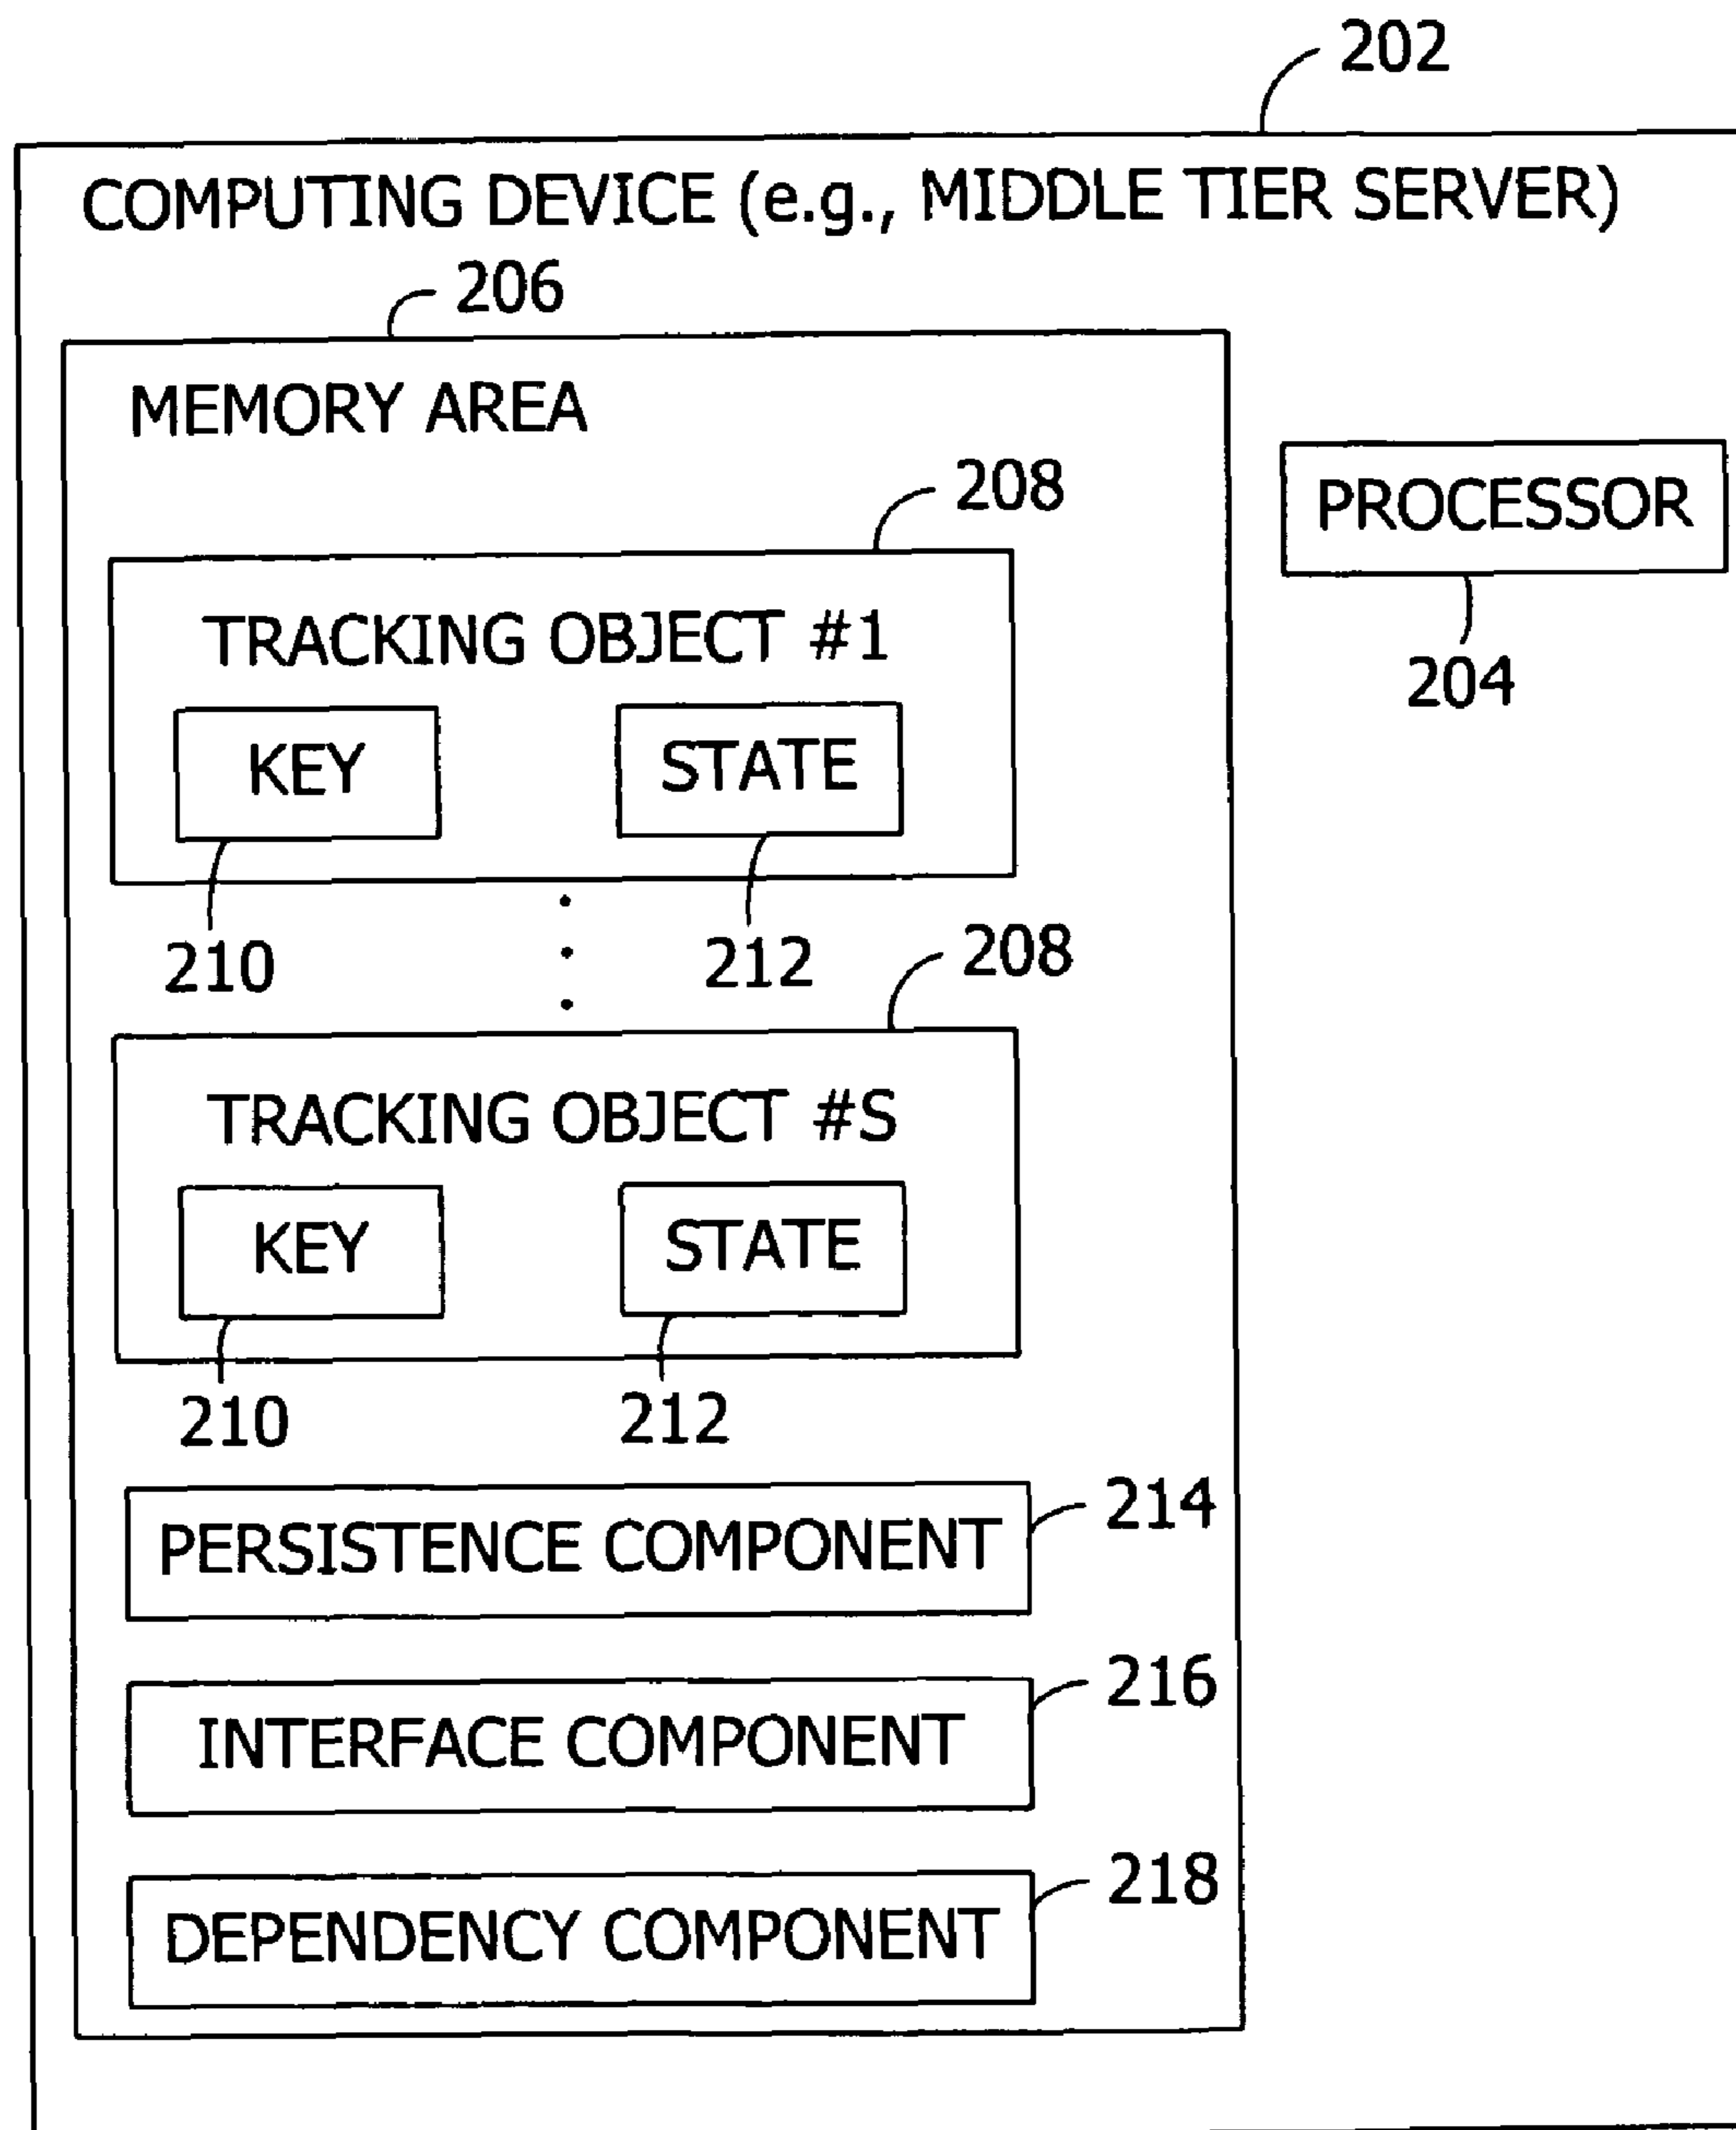 202
COMPUTING DEVICE (e.g., MIDDLE TIER SERVER)
206
MEMORY AREA
208
PROCESSOR
204
TRACKING OBJECT #1
KEY
STATE
210
212
208
TRACKING OBJECT #S
KEY
STATE
210
212
PERSISTENCE COMPONENT
214
INTERFACE COMPONENT
216
DEPENDENCY COMPONENT
218